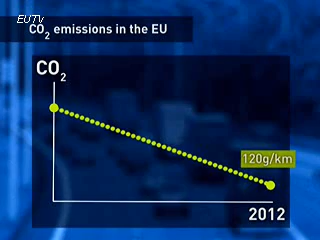 EUTV
CO₂ emissions in the EU
CO₂
120g/km
2012